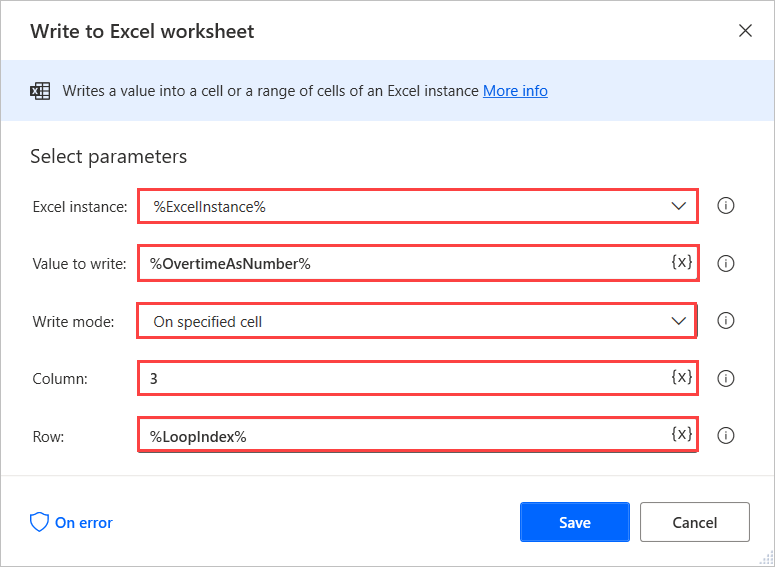 Write to Excel worksheet
Writes a value into a cell or a range of cells of an Excel instance More info
Select parameters
Excel instance: %ExcelInstance%
Value to write: %OvertimeAsNumber% {x}
Write mode: On specified cell
Column: 3 {x}
Row: %LoopIndex% {x}
On error Save Cancel